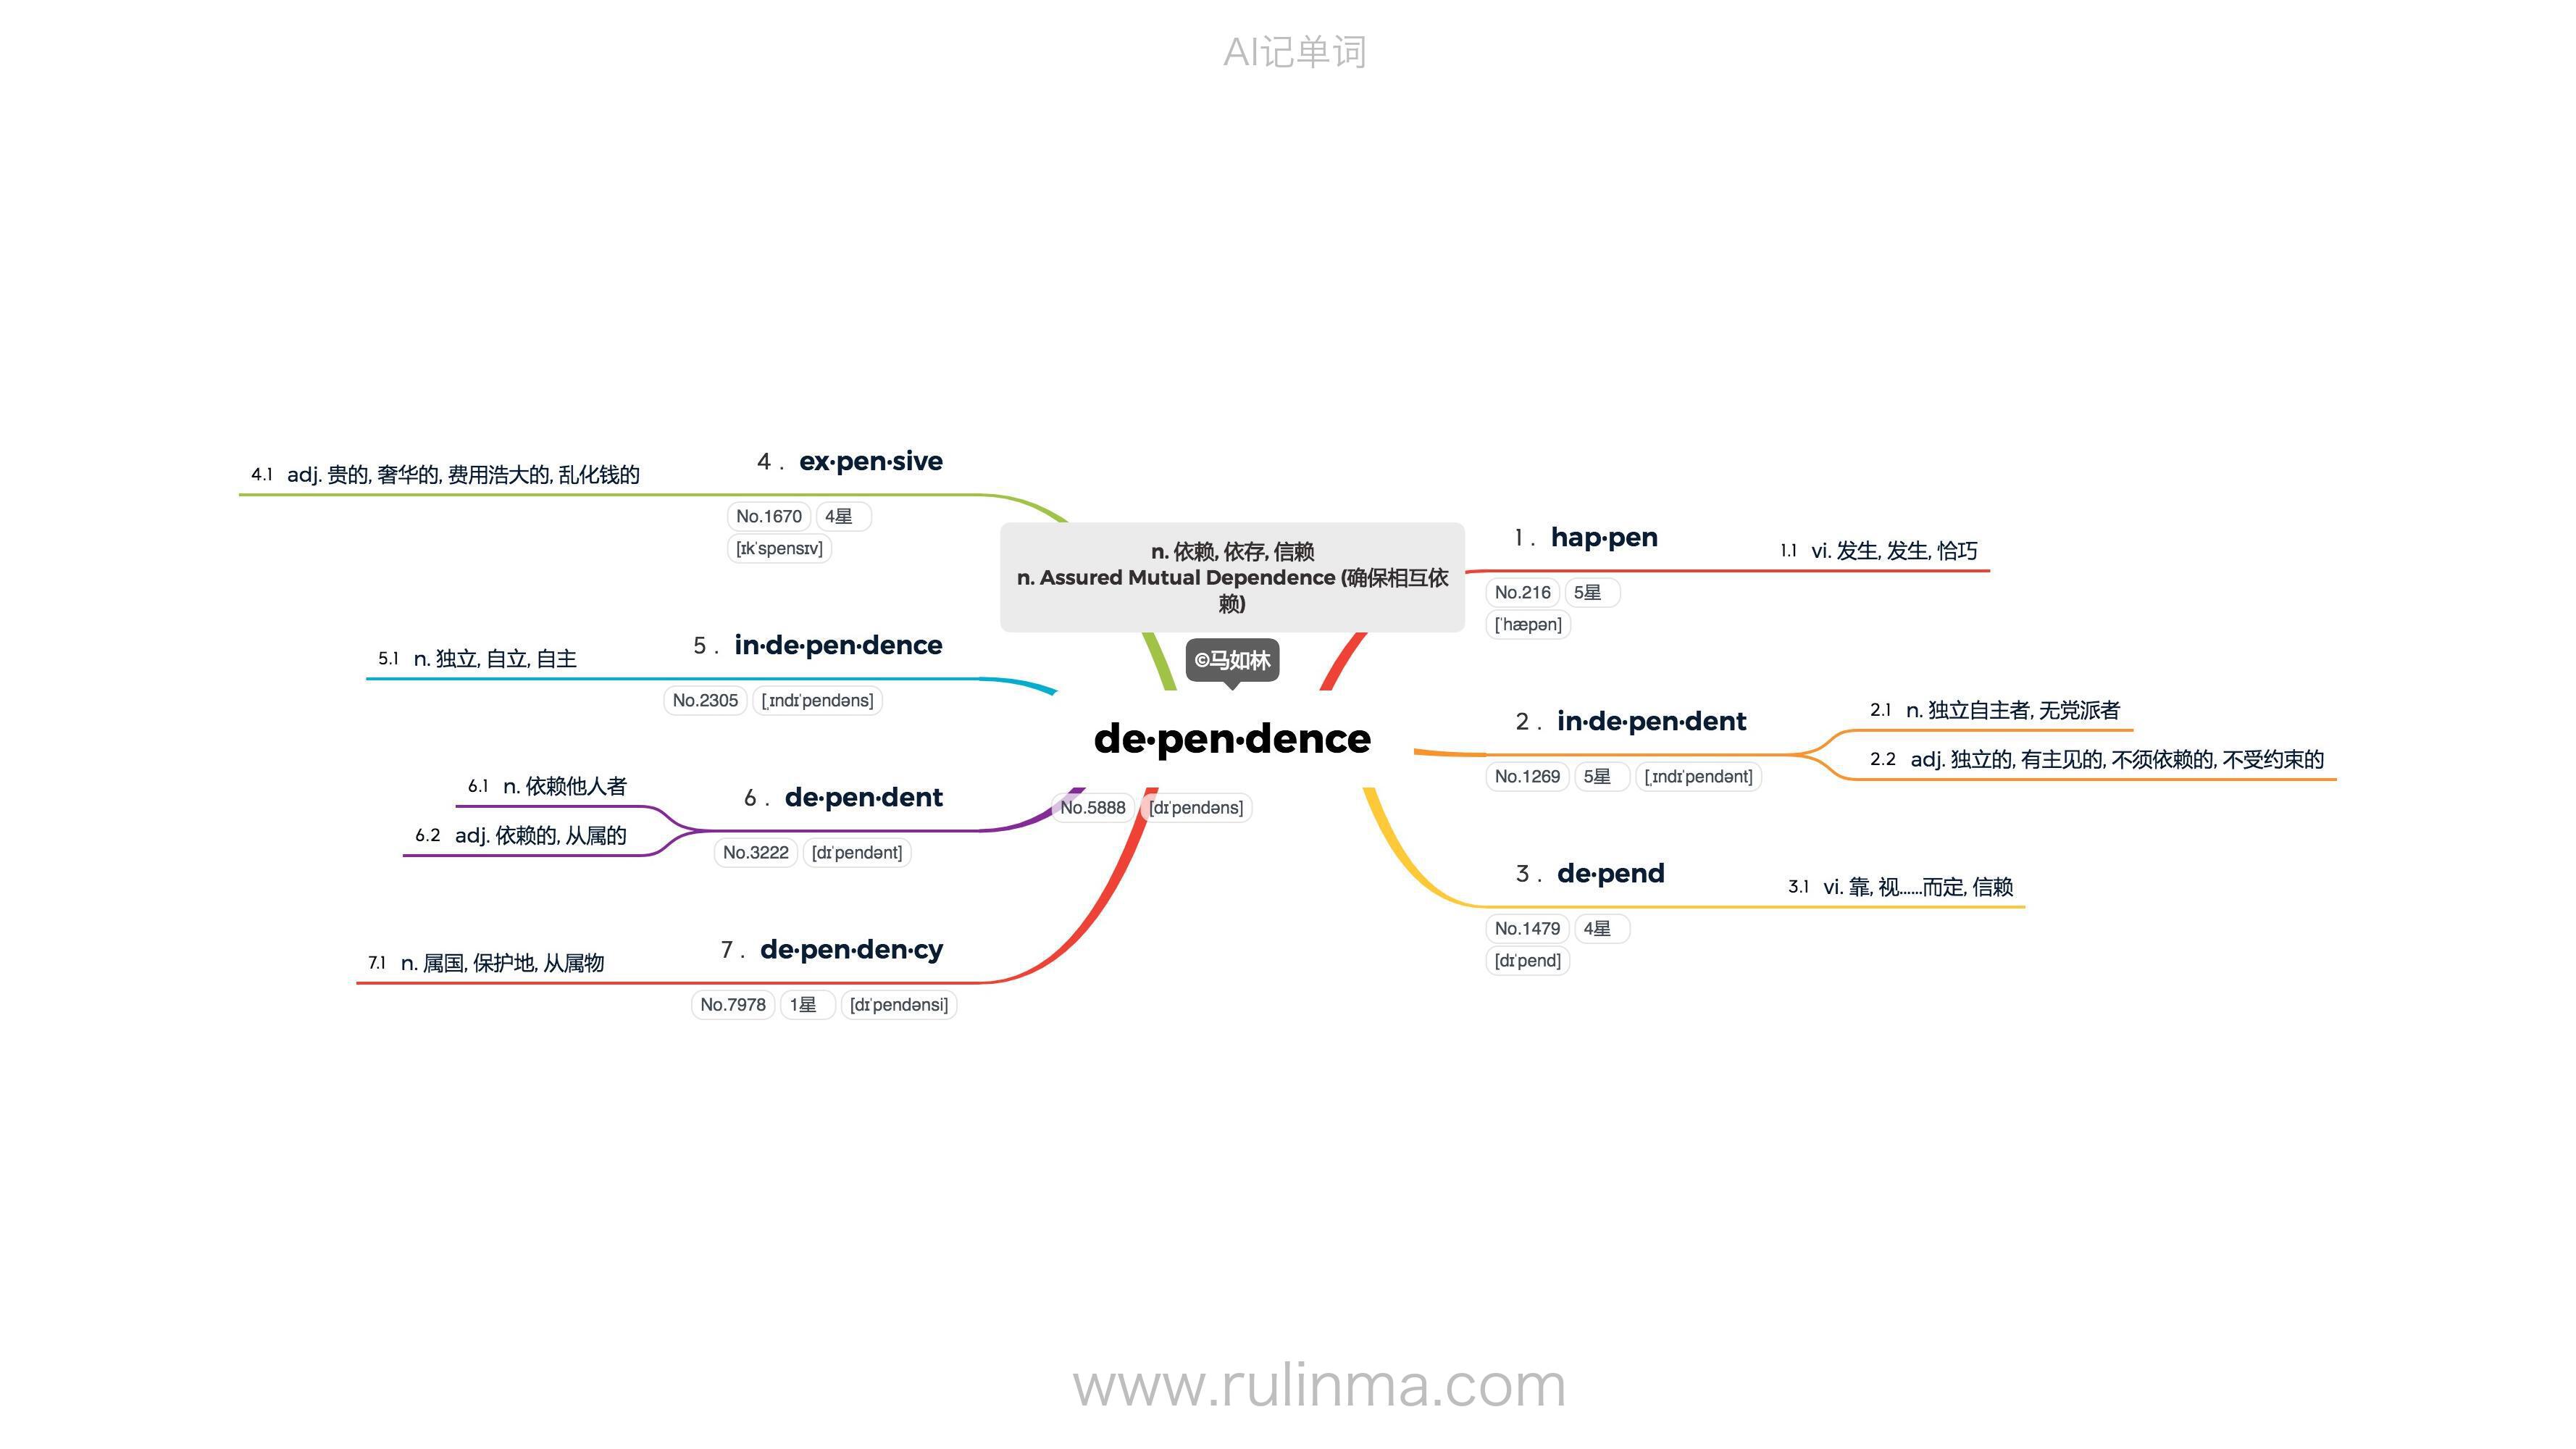 AI记单词
n. 依赖, 依存, 信赖
n. Assured Mutual Dependence (确保相互依
赖)
©马如林
de·pen·dence
No.5888 [dɪˈpendəns]
1 . hap·pen
No.216 5星
[ˈhæpən]
1.1 vi. 发生, 发生, 恰巧
2 . in·de·pen·dent
No.1269 5星 [ˌɪndɪˈpendənt]
2.1 n. 独立自主者, 无党派者
2.2 adj. 独立的, 有主见的, 不须依赖的, 不受约束的
3 . de·pend
No.1479 4星
[dɪˈpend]
3.1 vi. 靠, 视......而定, 信赖
4 . ex·pen·sive
No.1670 4星
[ɪkˈspensɪv]
4.1 adj. 贵的, 奢华的, 费用浩大的, 乱化钱的
5 . in·de·pen·dence
No.2305 [ˌɪndɪˈpendəns]
5.1 n. 独立, 自立, 自主
6 . de·pen·dent
No.3222 [dɪˈpendənt]
6.1 n. 依赖他人者
6.2 adj. 依赖的, 从属的
7 . de·pen·den·cy
No.7978 1星 [dɪˈpendənsi]
7.1 n. 属国, 保护地, 从属物
www.rulinma.com